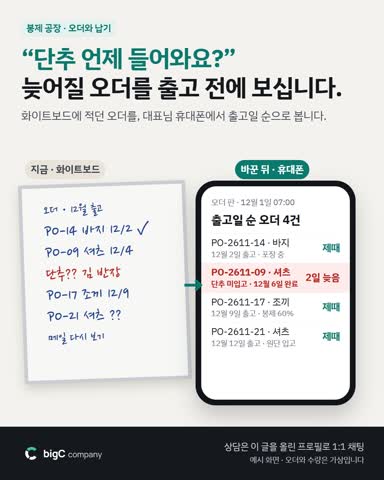 봉제 공장 · 오더와 납기
“단추 언제 들어와요?”
늦어질 오더를 출고 전에 보십니다.
화이트보드에 적던 오더를, 대표님 휴대폰에서 출고일 순으로 봅니다.
지금 · 화이트보드
오더 · 12월 출고
PO-14 바지 12/2 ✓
PO-09 셔츠 12/4
단추?? 김 반장
PO-17 조끼 12/9
PO-21 셔츠 ??
메일 다시 보기
바꾼 뒤 · 휴대폰
오더 판 · 12월 1일 07:00
출고일 순 오더 4건
PO-2611-14 · 바지
12월 2일 출고 · 포장 중
제때
PO-2611-09 · 셔츠
단추 미입고 · 12월 6일 완료
2일 늦음
PO-2611-17 · 조끼
12월 9일 출고 · 봉제 60%
제때
PO-2611-21 · 셔츠
12월 12일 출고 · 원단 입고
제때
bigC company
상담은 이 글을 올린 프로필로 1:1 채팅
예시 화면 · 오더와 수량은 가상입니다